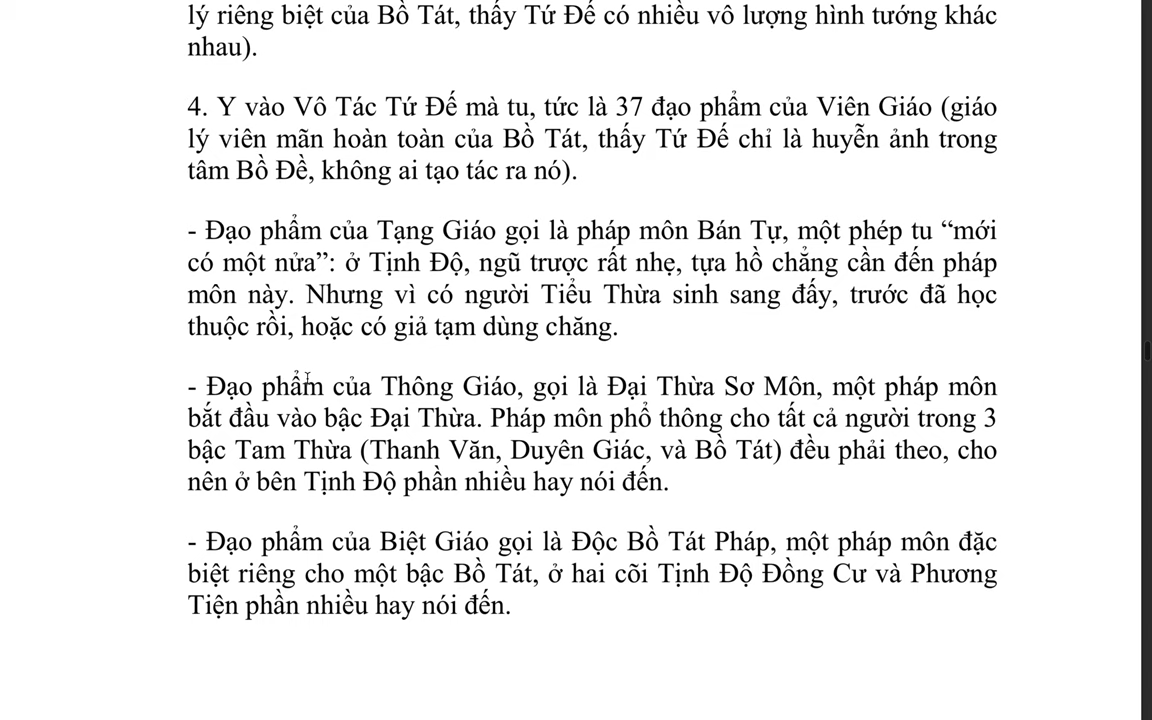 lý riêng biệt của Bồ Tát, thấy Tứ Đế có nhiều vô lượng hình tướng khác
nhau).
4. Y vào Vô Tác Tứ Đế mà tu, tức là 37 đạo phẩm của Viên Giáo (giáo
lý viên mãn hoàn toàn của Bồ Tát, thấy Tứ Đế chỉ là huyễn ảnh trong
tâm Bồ Đề, không ai tạo tác ra nó).
- Đạo phẩm của Tạng Giáo gọi là pháp môn Bán Tự, một phép tu “mới
có một nửa”: ở Tịnh Độ, ngũ trược rất nhẹ, tựa hồ chẳng cần đến pháp
môn này. Nhưng vì có người Tiểu Thừa sinh sang đấy, trước đã học
thuộc rồi, hoặc có giả tạm dùng chăng.
- Đạo phẩm của Thông Giáo, gọi là Đại Thừa Sơ Môn, một pháp môn
bắt đầu vào bậc Đại Thừa. Pháp môn phổ thông cho tất cả người trong 3
bậc Tam Thừa (Thanh Văn, Duyên Giác, và Bồ Tát) đều phải theo, cho
nên ở bên Tịnh Độ phần nhiều hay nói đến.
- Đạo phẩm của Biệt Giáo gọi là Độc Bồ Tát Pháp, một pháp môn đặc
biệt riêng cho một bậc Bồ Tát, ở hai cõi Tịnh Độ Đồng Cư và Phương
Tiện phần nhiều hay nói đến.